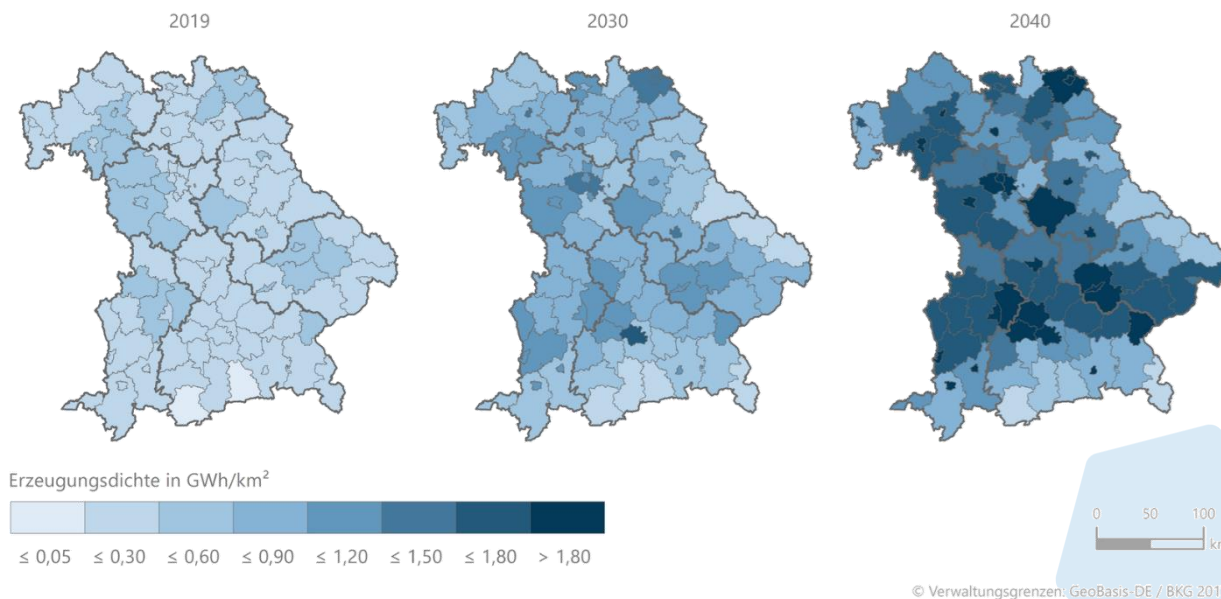 2019
2030
2040
Erzeugungsdichte in GWh/km²
≤ 0,05 ≤ 0,30 ≤ 0,60 ≤ 0,90 ≤ 1,20 ≤ 1,50 ≤ 1,80 > 1,80
0 50 100
© Verwaltungsgrenzen: GeoBasis-DE / BKG